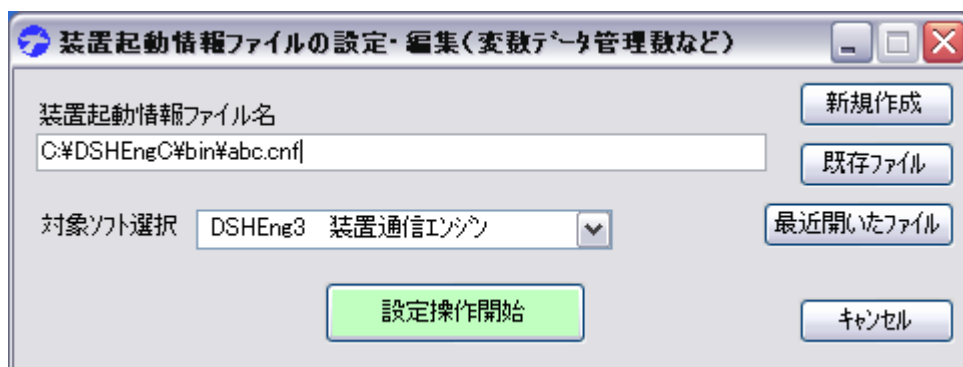 装置起動情報ファイルの設定・編集(変数ﾃﾞｰﾀ管理数など)
新規作成
装置起動情報ファイル名
C:¥DSHEngC¥bin¥abc.cnf
既存ﾌｧｲﾙ
対象ｿﾌﾄ選択 DSHEng3 装置通信ｴﾝｼﾞﾝ
最近開いたﾌｧｲﾙ
設定操作開始
ｷｬﾝｾﾙ